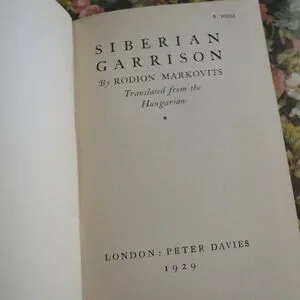 SIBERIAN
GARRISON
By RODION MARKOVITS
Translated from the
Hungarian
LONDON: PETER DAVIES
1929